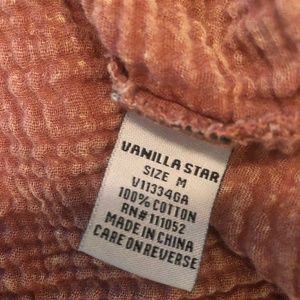 VANILLA STAR
SIZE M
V11334GA
100% COTTON
RN# 111052
MADE IN CHINA
CARE ON REVERSE